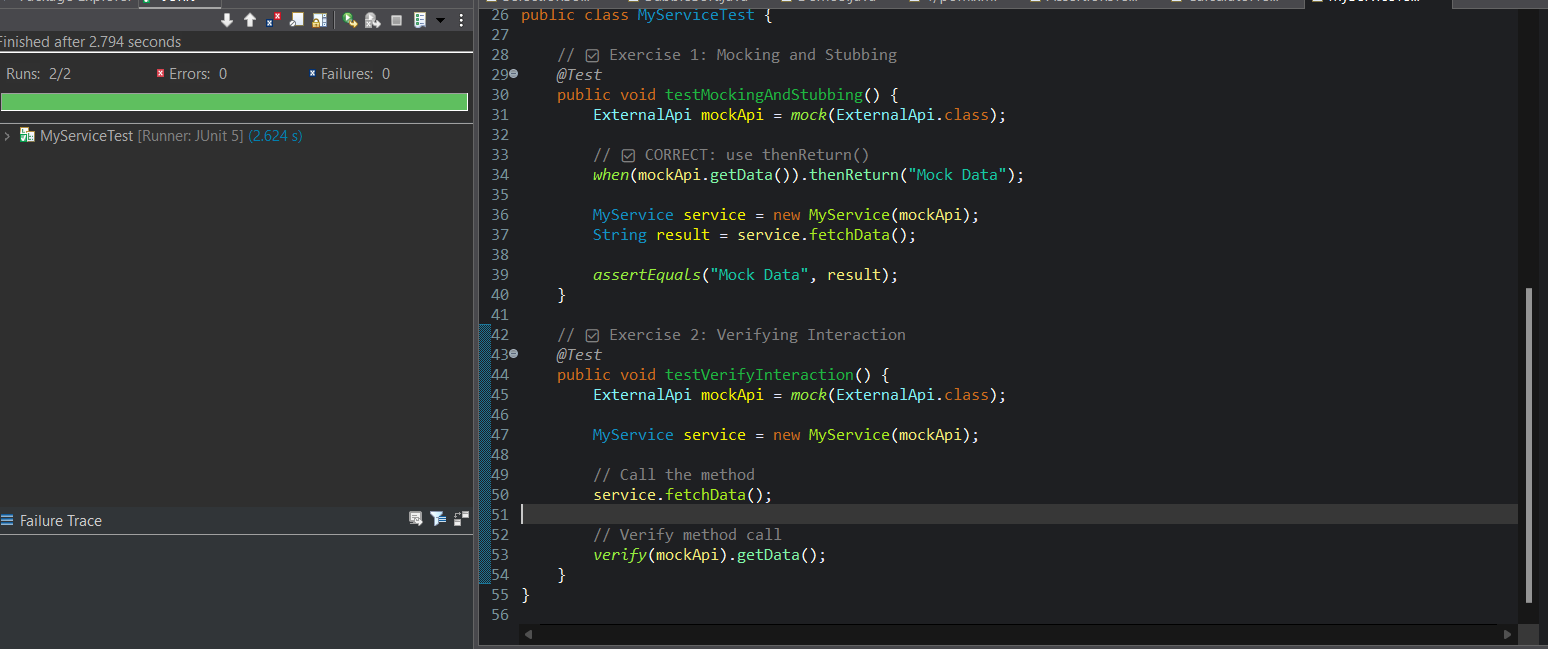 Finished after 2.794 seconds
Runs: 2/2
Errors: 0
Failures: 0
MyServiceTest [Runner: JUnit 5] (2.624 s)
Failure Trace
26 public class MyServiceTest {
27
28 // ☑ Exercise 1: Mocking and Stubbing
29 @Test
30 public void testMockingAndStubbing() {
31 ExternalApi mockApi = mock(ExternalApi.class);
32
33 // ☑ CORRECT: use thenReturn()
34 when(mockApi.getData()).thenReturn("Mock Data");
35
36 MyService service = new MyService(mockApi);
37 String result = service.fetchData();
38
39 assertEquals("Mock Data", result);
40 }
41
42 // ☑ Exercise 2: Verifying Interaction
43 @Test
44 public void testVerifyInteraction() {
45 ExternalApi mockApi = mock(ExternalApi.class);
46
47 MyService service = new MyService(mockApi);
48
49 // Call the method
50 service.fetchData();
51
52 // Verify method call
53 verify(mockApi).getData();
54 }
55 }
56